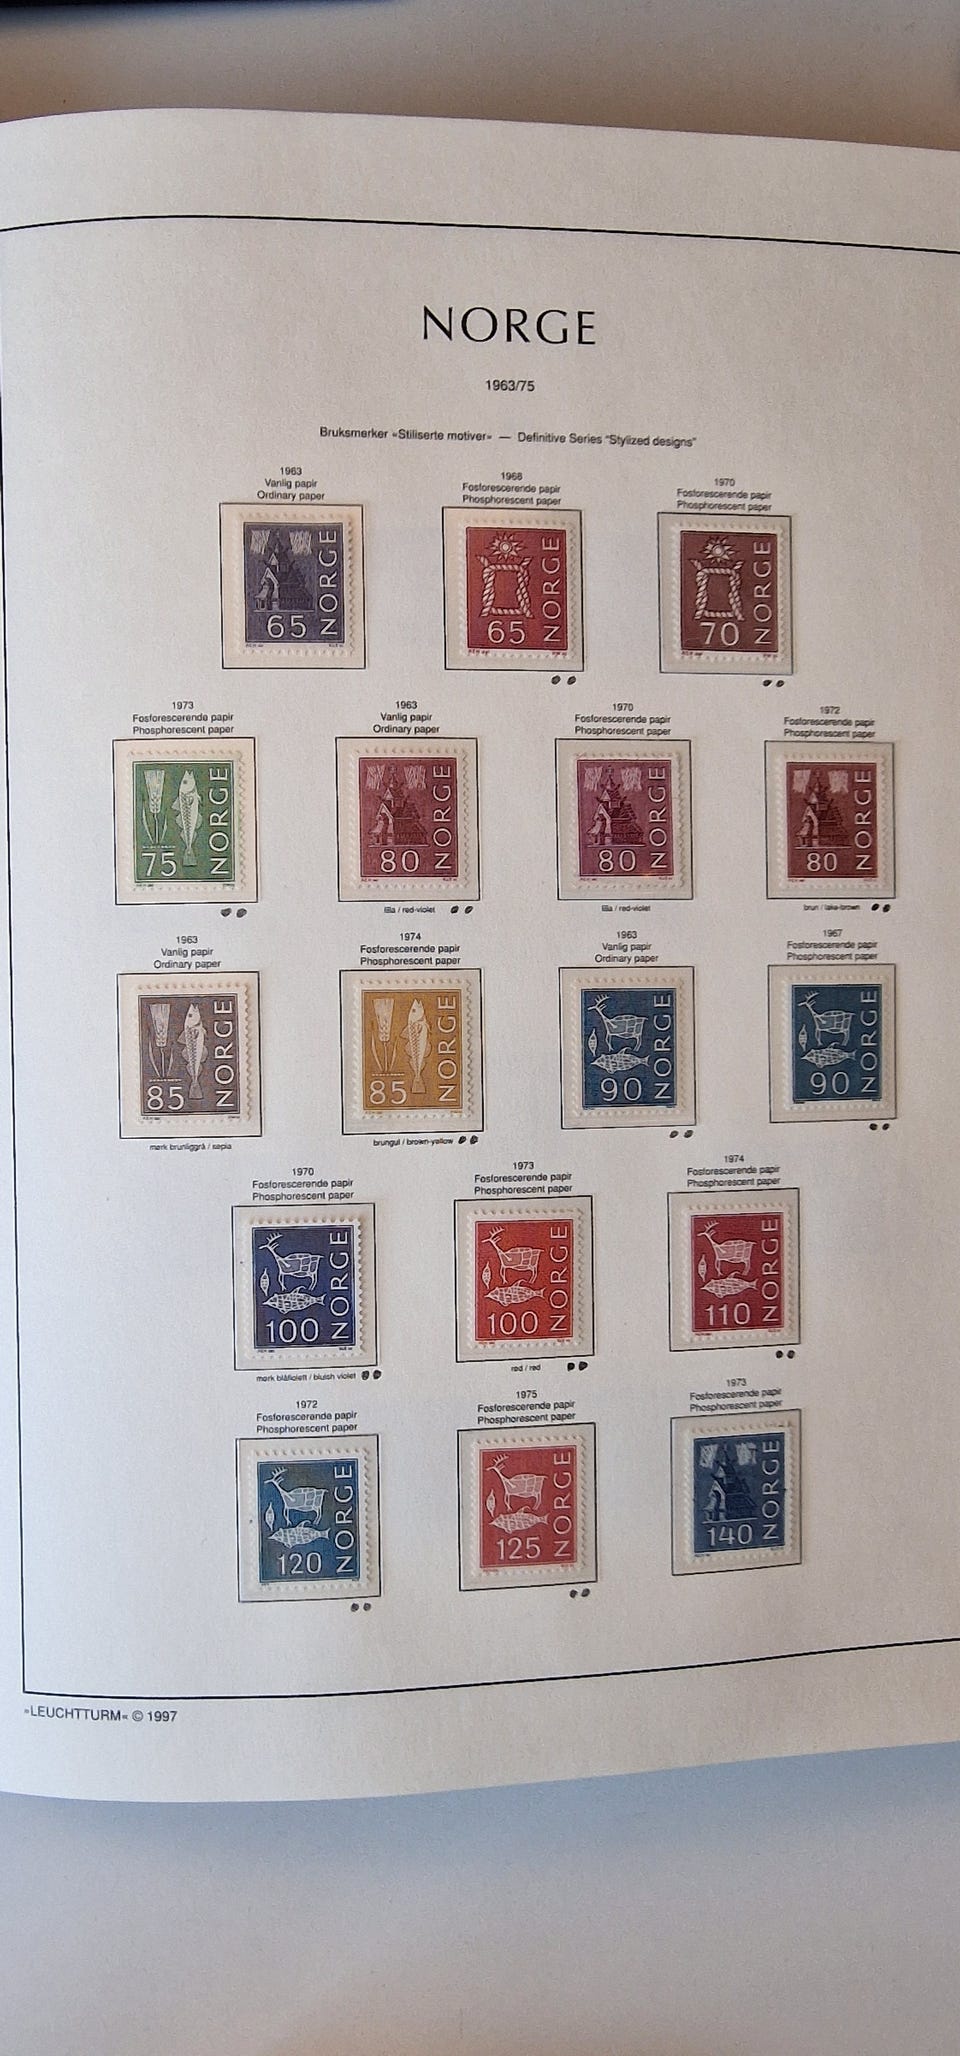 NORGE
1963/75
Bruksmerker «Stiliserte motiver» — Definitive Series "Stylized designs"
1963
Vanlig papir
Ordinary paper
1968
Fosforescerende papir
Phosphorescent paper
1970
Fosforescerende papir
Phosphorescent paper
65 NORGE
65 NORGE
70 NORGE
1973
Fosforescerende papir
Phosphorescent paper
1963
Vanlig papir
Ordinary paper
1970
Fosforescerende papir
Phosphorescent paper
1972
Fosforescerende papir
Phosphorescent paper
75 NORGE
80 NORGE
80 NORGE
80 NORGE
lilla / red-violet
lilla / red-violet
brun / lake-brown
1963
Vanlig papir
Ordinary paper
1974
Fosforescerende papir
Phosphorescent paper
1963
Vanlig papir
Ordinary paper
1967
Fosforescerende papir
Phosphorescent paper
85 NORGE
85 NORGE
90 NORGE
90 NORGE
mørk brunliggrå / sepia
brungul / brown-yellow
1970
Fosforescerende papir
Phosphorescent paper
1973
Fosforescerende papir
Phosphorescent paper
1974
Fosforescerende papir
Phosphorescent paper
100 NORGE
100 NORGE
110 NORGE
mørk blåfiolett / bluish violet
rød / red
1972
Fosforescerende papir
Phosphorescent paper
1975
Fosforescerende papir
Phosphorescent paper
1973
Fosforescerende papir
Phosphorescent paper
120 NORGE
125 NORGE
140 NORGE
»LEUCHTTURM« © 1997